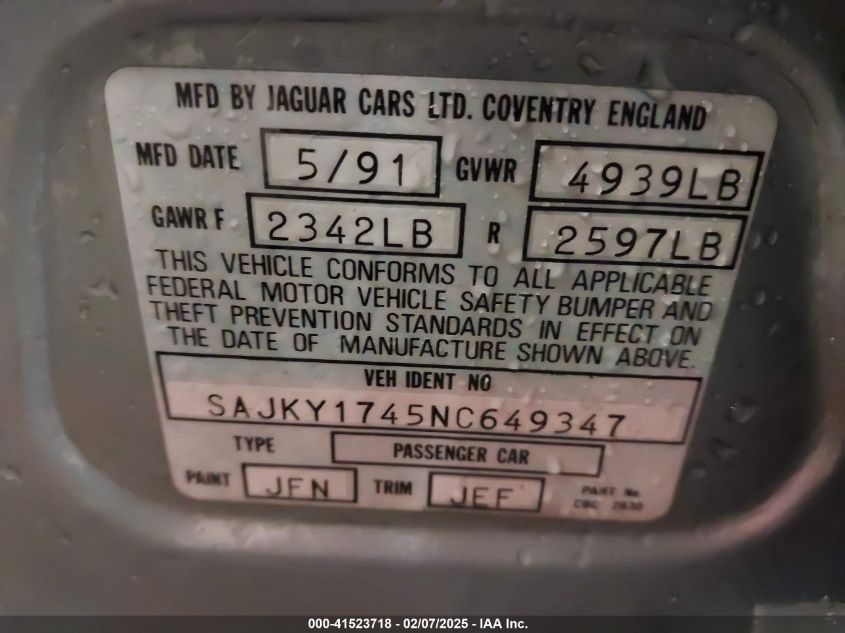 MFD BY JAGUAR CARS LTD. COVENTRY ENGLAND
MFD DATE 5/91 GVWR 4939LB
GAWR F 2342LB R 2597LB
THIS VEHICLE CONFORMS TO ALL APPLICABLE
FEDERAL MOTOR VEHICLE SAFETY BUMPER AND
THEFT PREVENTION STANDARDS IN EFFECT ON
THE DATE OF MANUFACTURE SHOWN ABOVE.
VEH IDENT NO
SAJKY1745NC649347
TYPE PASSENGER CAR
PAINT JFN TRIM JEF PART No.
000-41523718 — 02/07/2025 — IAA Inc.